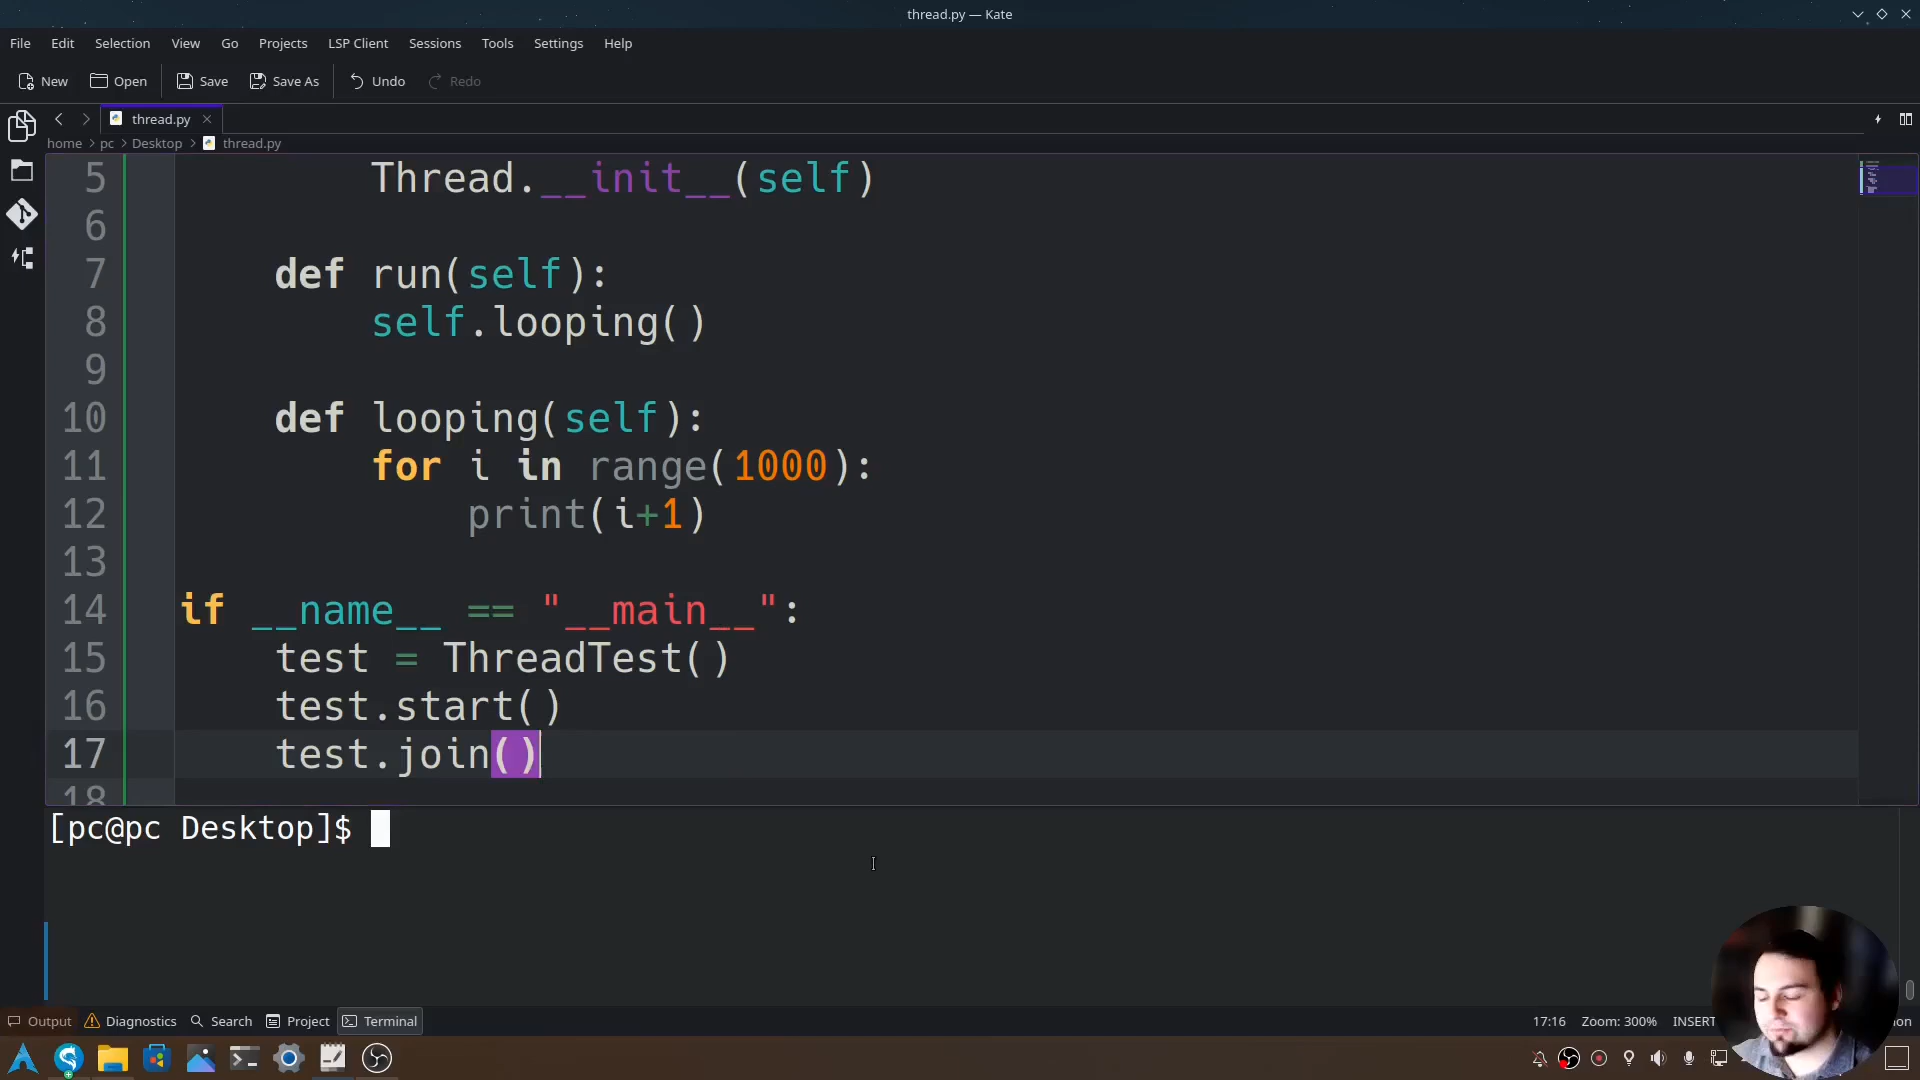 thread.py — Kate
File Edit Selection View Go Projects LSP Client Sessions Tools Settings Help
New Open Save Save As Undo Redo
thread.py
home > pc > Desktop > thread.py
5 Thread.__init__(self)
6
7 def run(self):
8 self.looping()
9
10 def looping(self):
11 for i in range(1000):
12 print(i+1)
13
14 if __name__ == "__main__":
15 test = ThreadTest()
16 test.start()
17 test.join()
18
[pc@pc Desktop]$
Output Diagnostics Search Project Terminal
17:16 Zoom: 300% INSERT